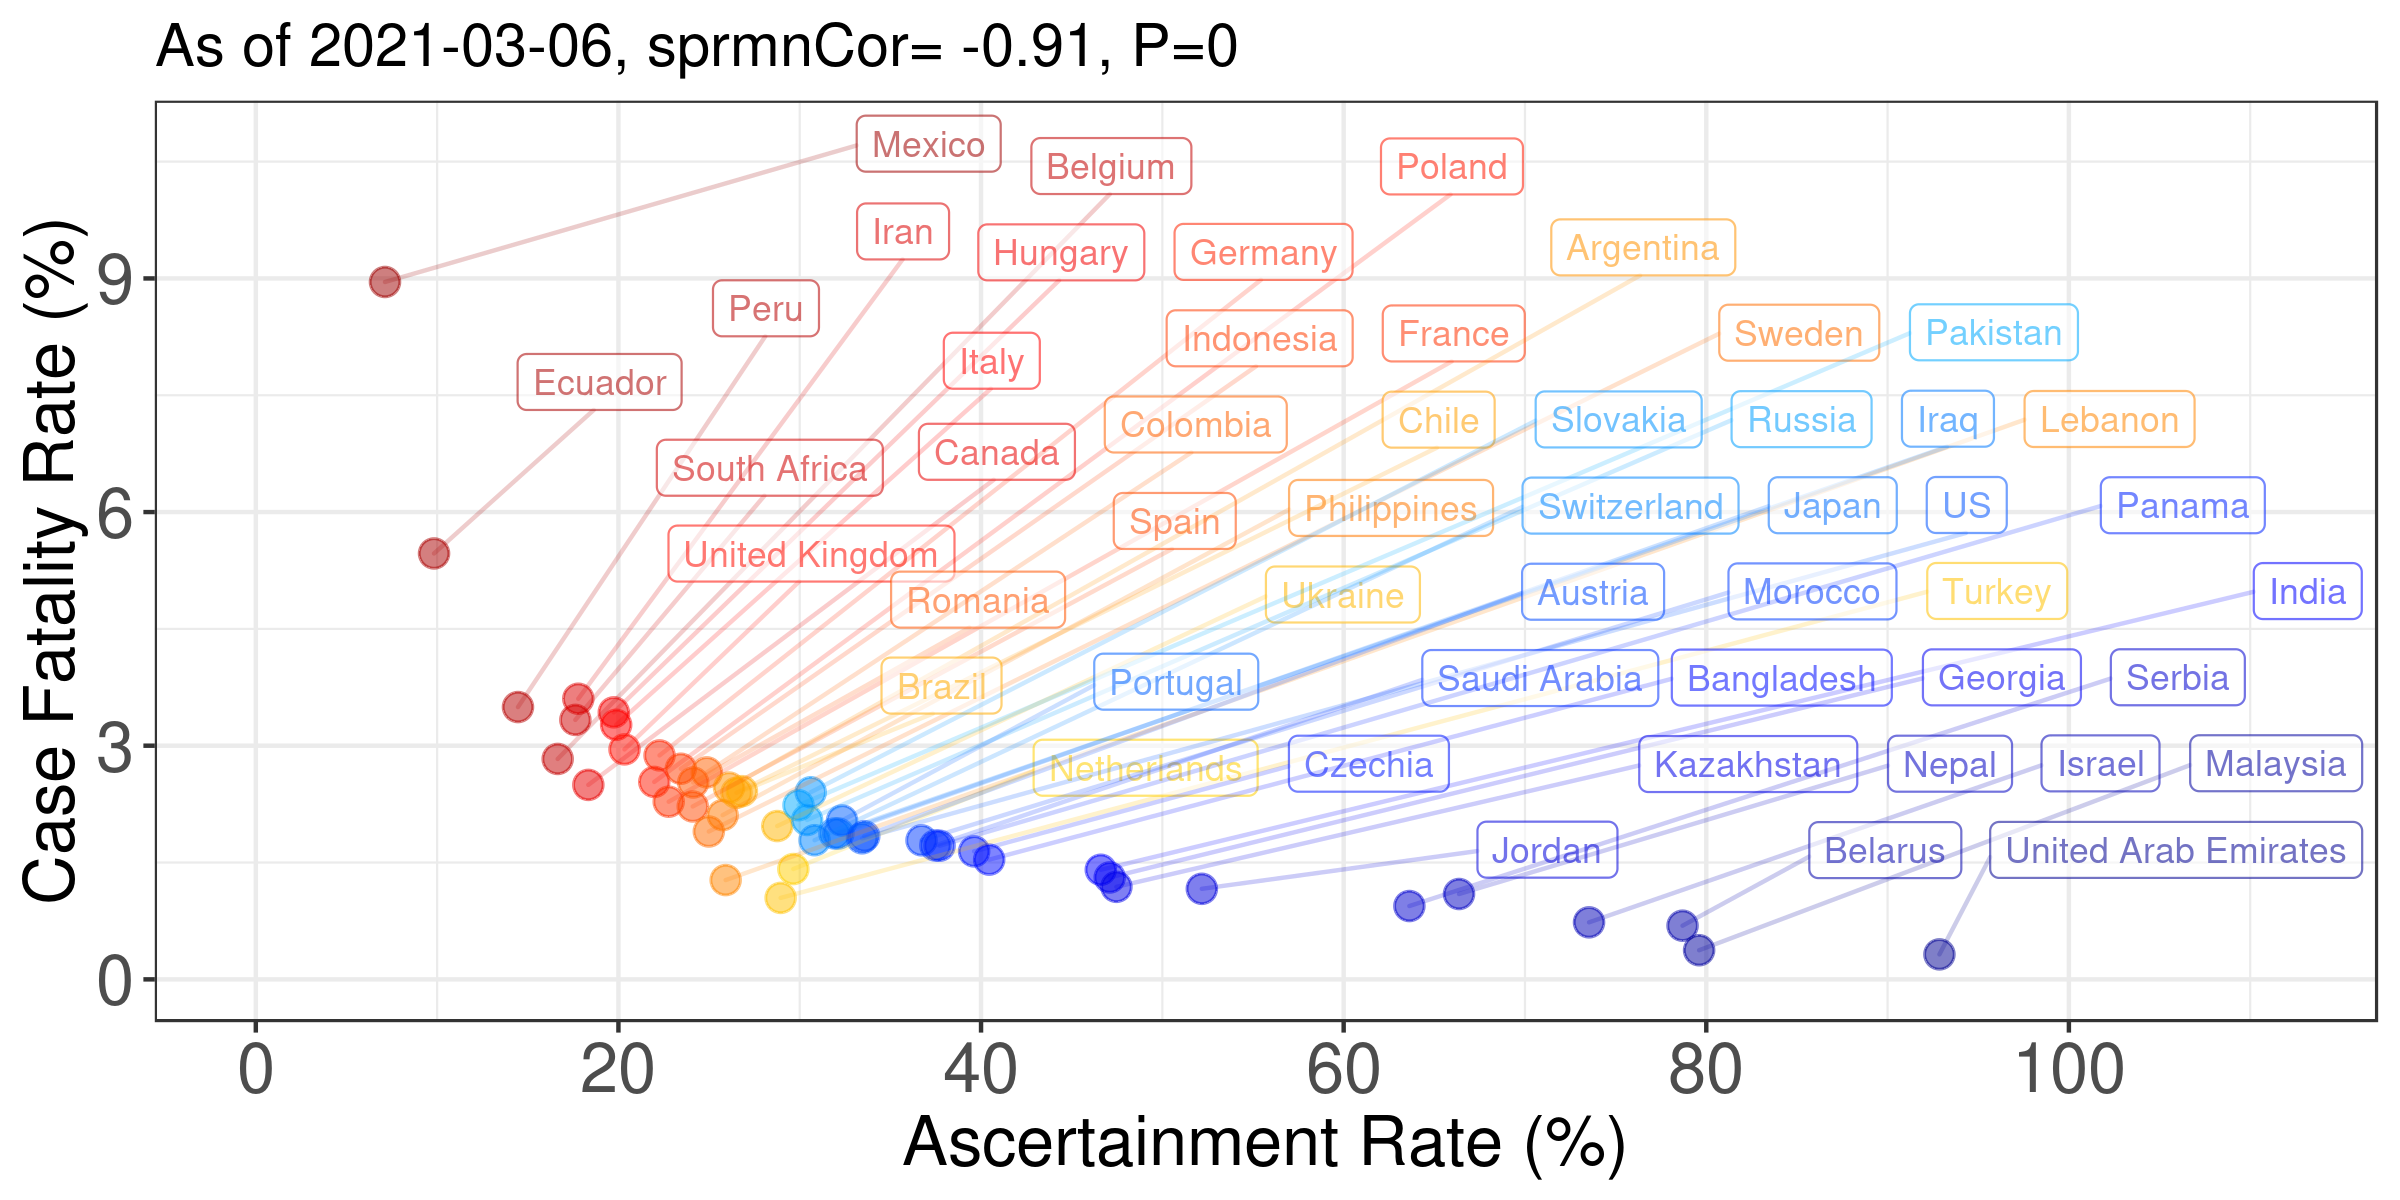 As of 2021-03-06, sprmnCor= -0.91, P=0
Mexico
Belgium
Poland
Iran
Hungary
Germany
Argentina
Peru
Italy
Indonesia
France
Sweden
Pakistan
Ecuador
South Africa
Canada
Colombia
Chile
Slovakia
Russia
Iraq
Lebanon
United Kingdom
Spain
Philippines
Switzerland
Japan
US
Panama
Romania
Ukraine
Austria
Morocco
Turkey
India
Brazil
Portugal
Saudi Arabia
Bangladesh
Georgia
Serbia
Netherlands
Czechia
Kazakhstan
Nepal
Israel
Malaysia
Jordan
Belarus
United Arab Emirates
Case Fatality Rate (%)
9
6
3
0
0
20
40
60
80
100
Ascertainment Rate (%)